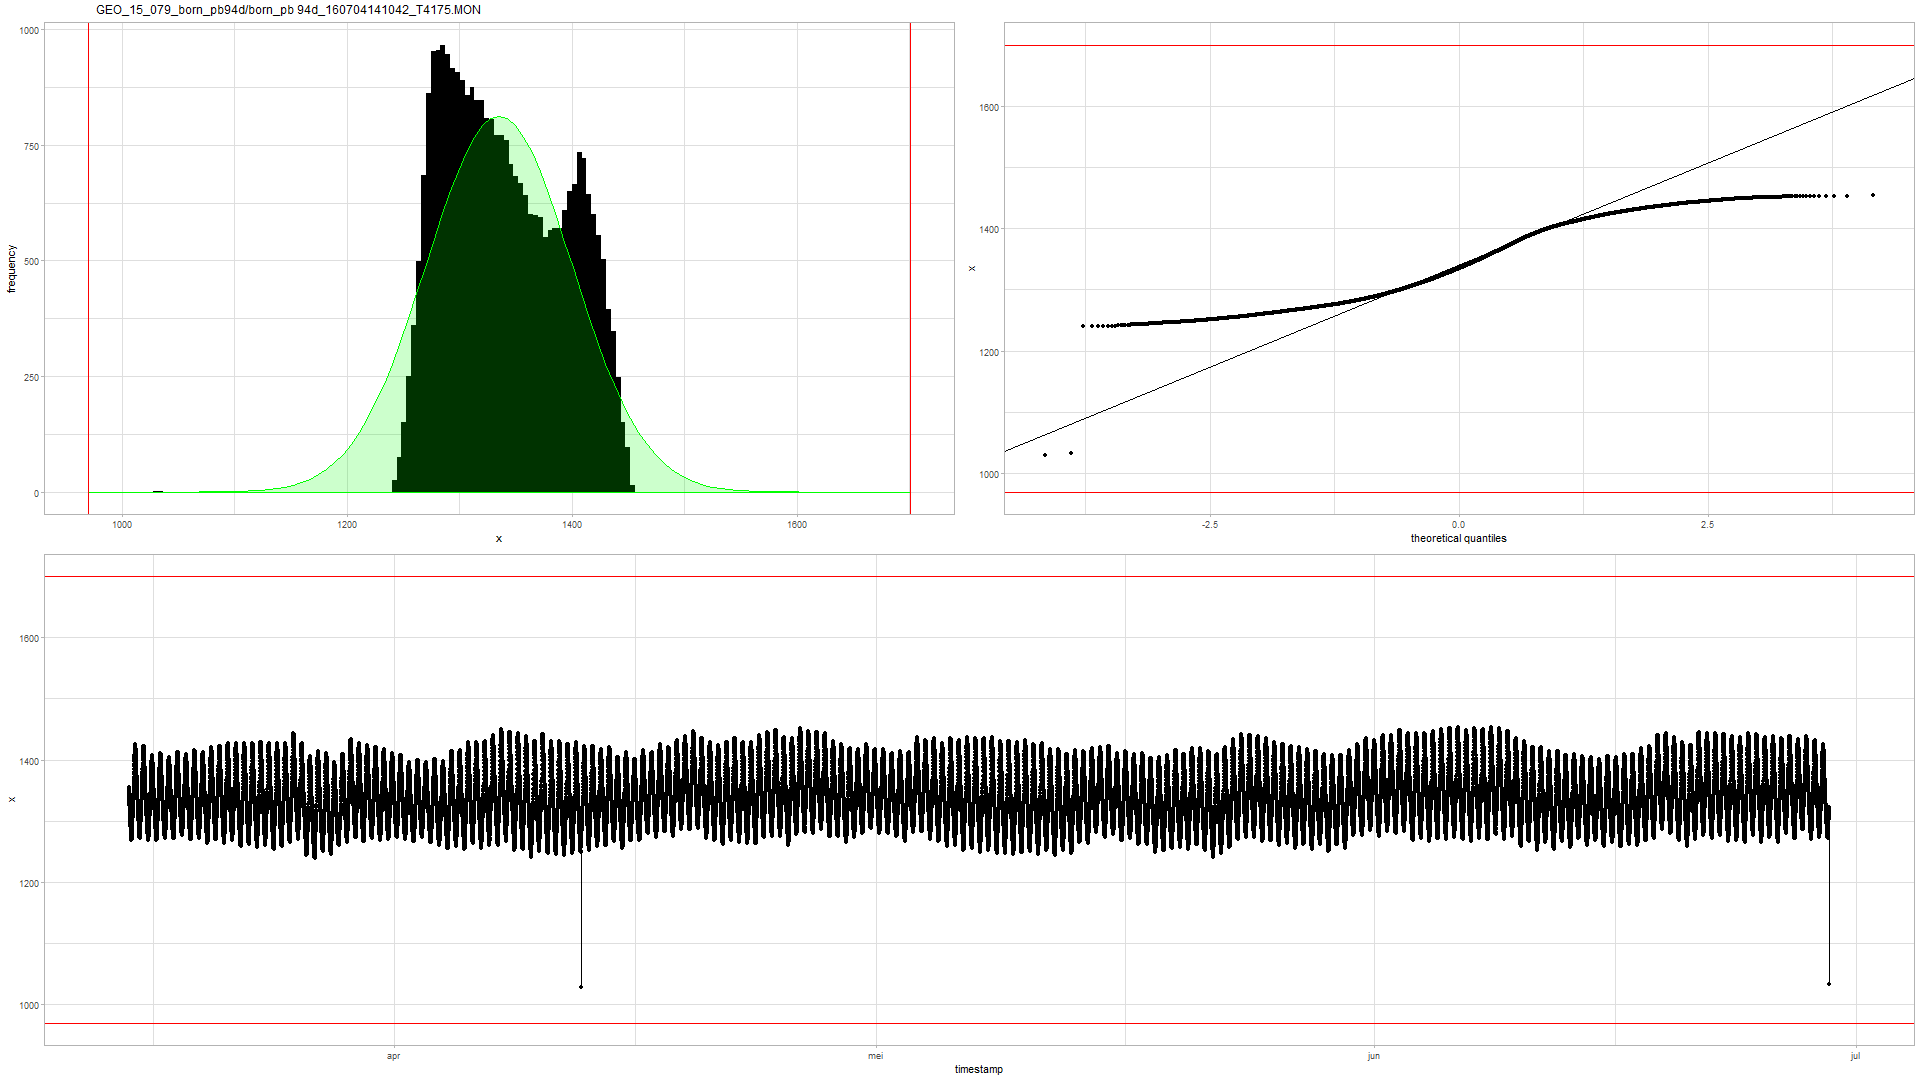 GEO_15_079_born_pb94d/born_pb 94d_160704141042_T4175.MON
1000
750
500
250
0
frequency
1000
1200
1400
1600
x
1600
1400
1200
1000
x
-2.5
0.0
2.5
theoretical quantiles
1600
1400
1200
1000
x
apr
mei
jun
jul
timestamp